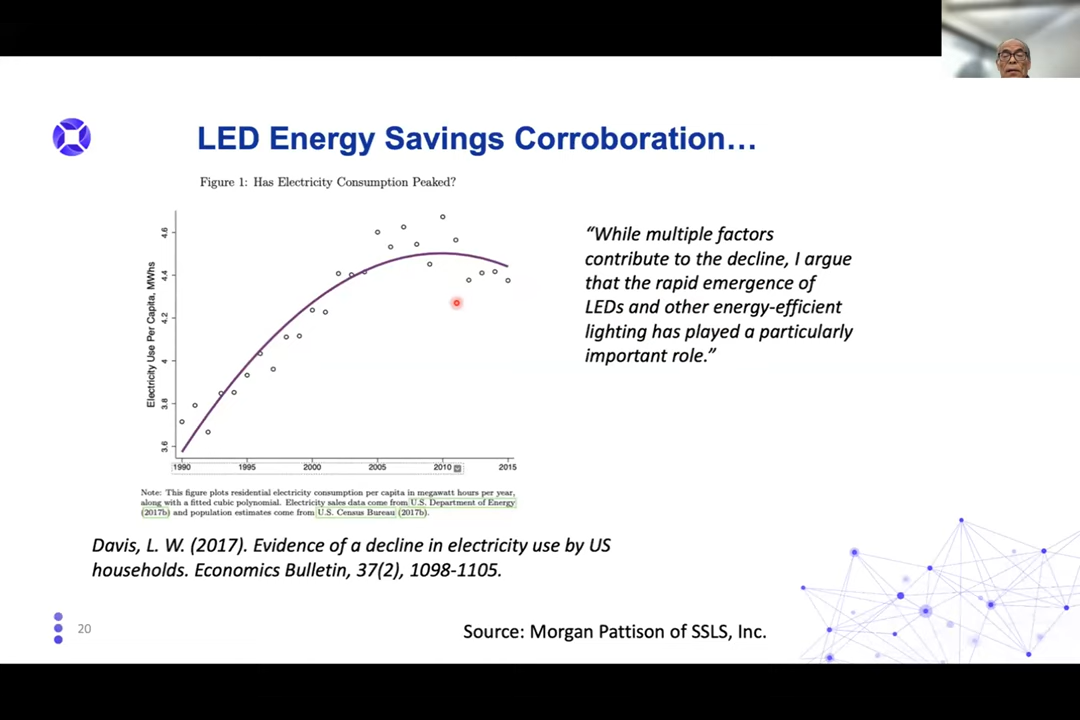 LED Energy Savings Corroboration…
Figure 1: Has Electricity Consumption Peaked?
Electricity Use Per Capita, MWhs
4.6
4.4
4.2
4
3.8
3.6
1990 1995 2000 2005 2010 2015
Note: This figure plots residential electricity consumption per capita in megawatt hours per year,
along with a fitted cubic polynomial. Electricity sales data come from U.S. Department of Energy
(2017b) and population estimates come from U.S. Census Bureau (2017b).
“While multiple factors
contribute to the decline, I argue
that the rapid emergence of
LEDs and other energy-efficient
lighting has played a particularly
important role.”
Davis, L. W. (2017). Evidence of a decline in electricity use by US
households. Economics Bulletin, 37(2), 1098-1105.
20
Source: Morgan Pattison of SSLS, Inc.